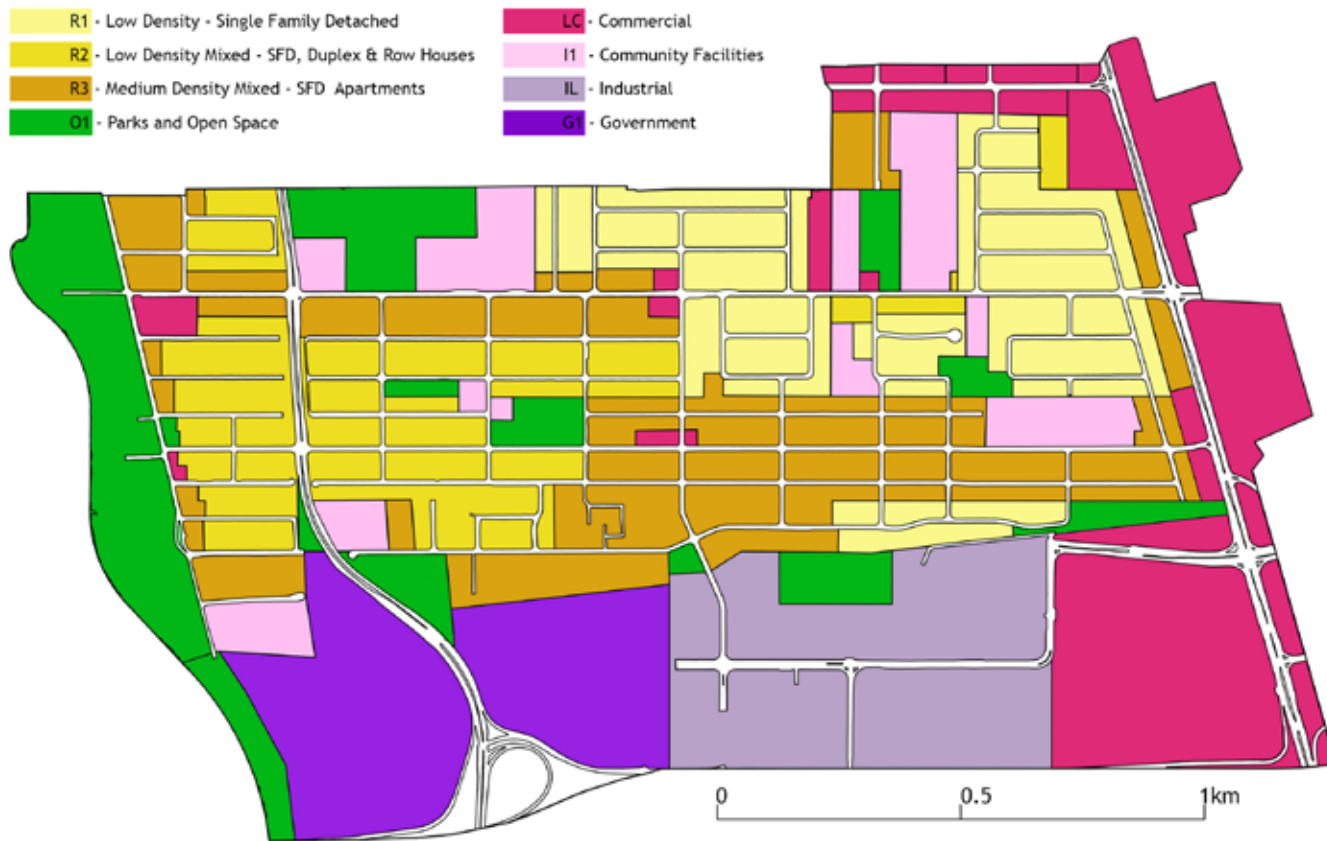 R1 - Low Density - Single Family Detached
R2 - Low Density Mixed - SFD, Duplex & Row Houses
R3 - Medium Density Mixed - SFD Apartments
O1 - Parks and Open Space
LC - Commercial
I1 - Community Facilities
IL - Industrial
G1 - Government
0 0.5 1km